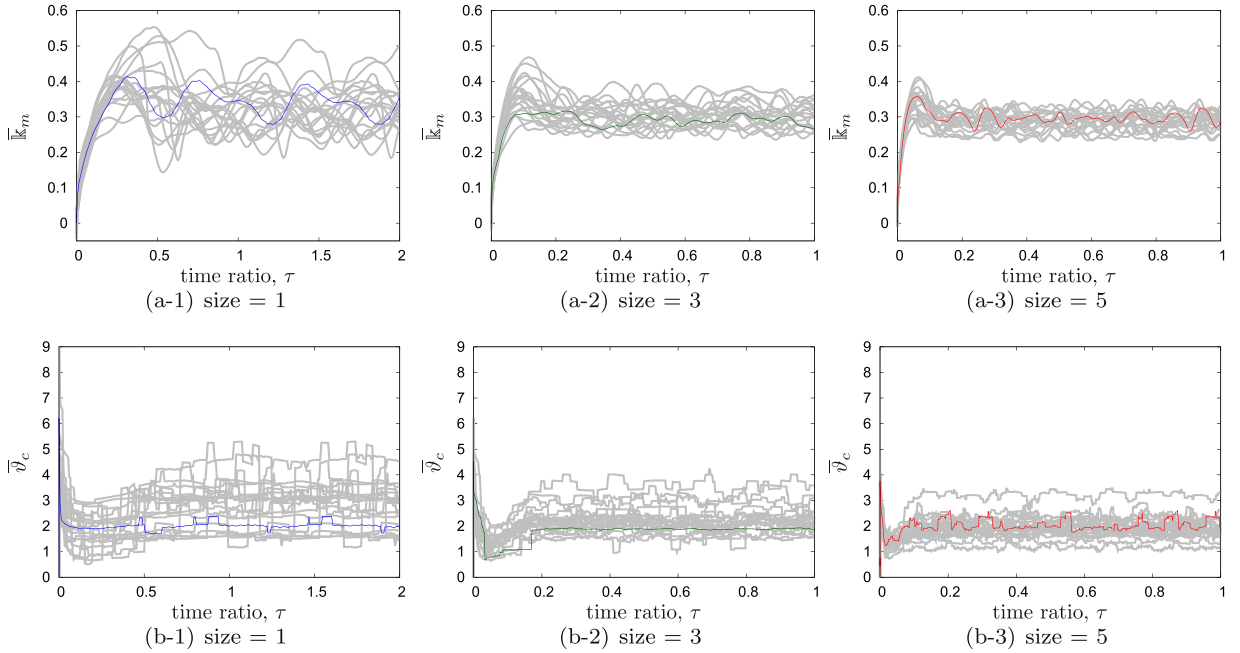 0.6 0.6 0.6
0.5 0.5 0.5
0.4 0.4 0.4
0.3 0.3 0.3
0.2 0.2 0.2
0.1 0.1 0.1
0 0 0
𝕜̅ₘ 𝕜̅ₘ 𝕜̅ₘ
0 0.5 1 1.5 2 0 0.2 0.4 0.6 0.8 1 0 0.2 0.4 0.6 0.8 1
time ratio, τ time ratio, τ time ratio, τ
(a-1) size = 1 (a-2) size = 3 (a-3) size = 5
9 9 9
8 8 8
7 7 7
6 6 6
5 5 5
4 4 4
3 3 3
2 2 2
1 1 1
0 0 0
ϑ̅_c ϑ̅_c ϑ̅_c
0 0.5 1 1.5 2 0 0.2 0.4 0.6 0.8 1 0 0.2 0.4 0.6 0.8 1
time ratio, τ time ratio, τ time ratio, τ
(b-1) size = 1 (b-2) size = 3 (b-3) size = 5